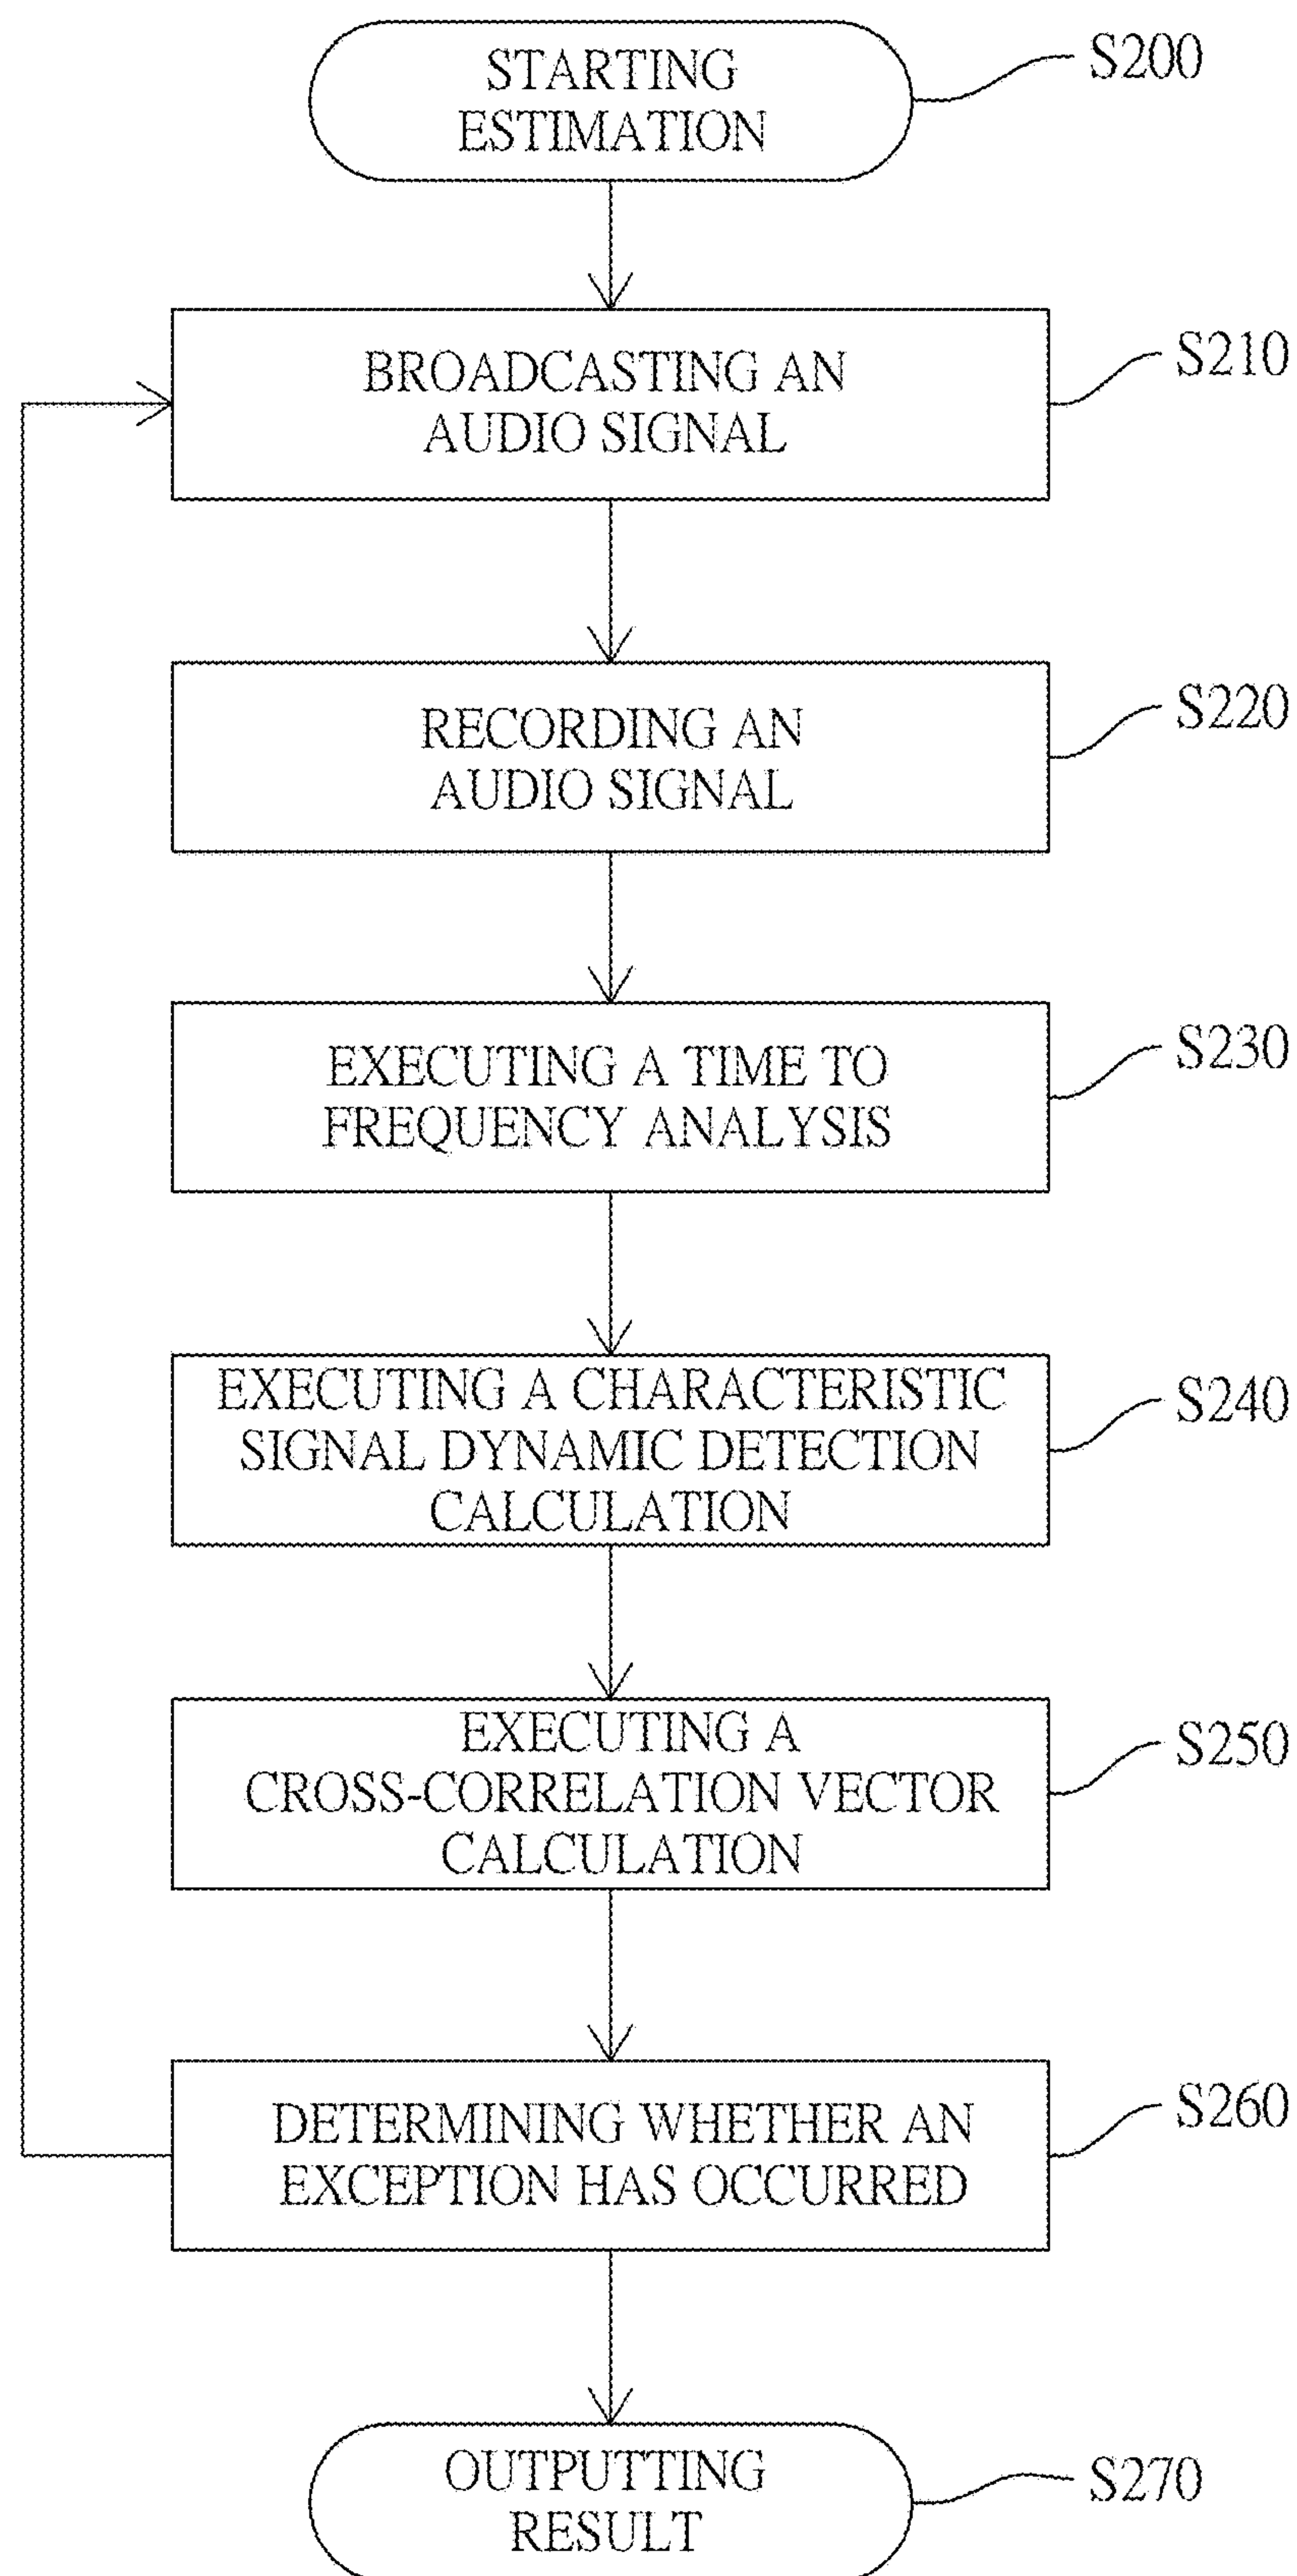 STARTING
ESTIMATION
S200
BROADCASTING AN
AUDIO SIGNAL
S210
RECORDING AN
AUDIO SIGNAL
S220
EXECUTING A TIME TO
FREQUENCY ANALYSIS
S230
EXECUTING A CHARACTERISTIC
SIGNAL DYNAMIC DETECTION
CALCULATION
S240
EXECUTING A
CROSS-CORRELATION VECTOR
CALCULATION
S250
DETERMINING WHETHER AN
EXCEPTION HAS OCCURRED
S260
OUTPUTTING
RESULT
S270